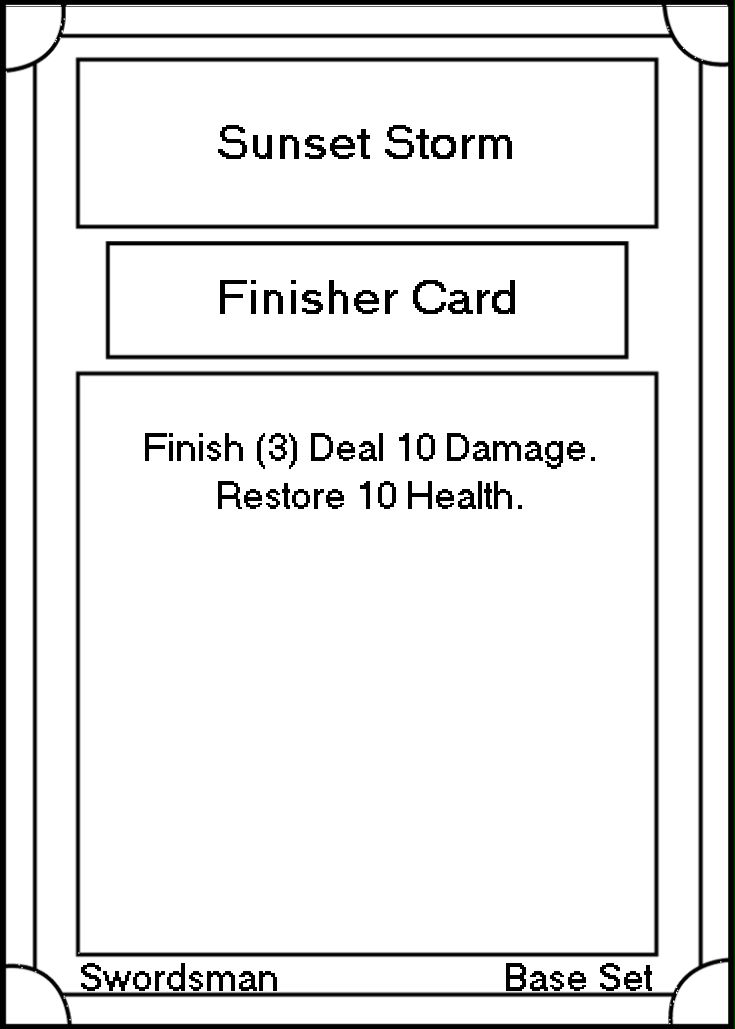 Sunset Storm
Finisher Card
Finish (3) Deal 10 Damage.
Restore 10 Health.
Swordsman Base Set